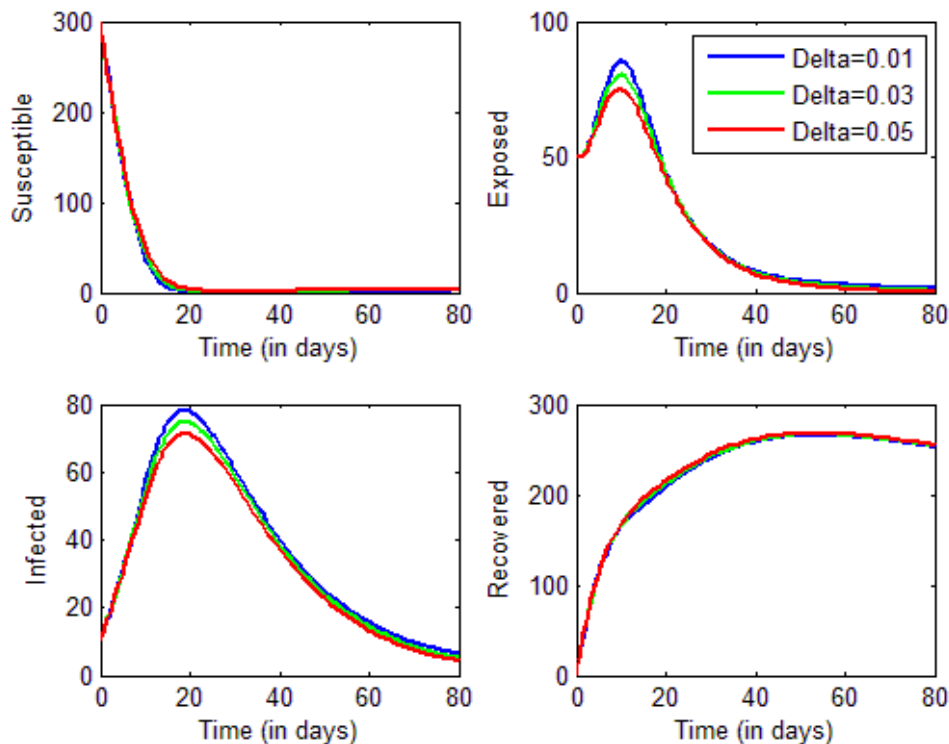 300
200
100
0
Susceptible
0 20 40 60 80
Time (in days)
100
50
0
Exposed
0 20 40 60 80
Time (in days)
Delta=0.01
Delta=0.03
Delta=0.05
80
60
40
20
0
Infected
0 20 40 60 80
Time (in days)
300
200
100
0
Recovered
0 20 40 60 80
Time (in days)